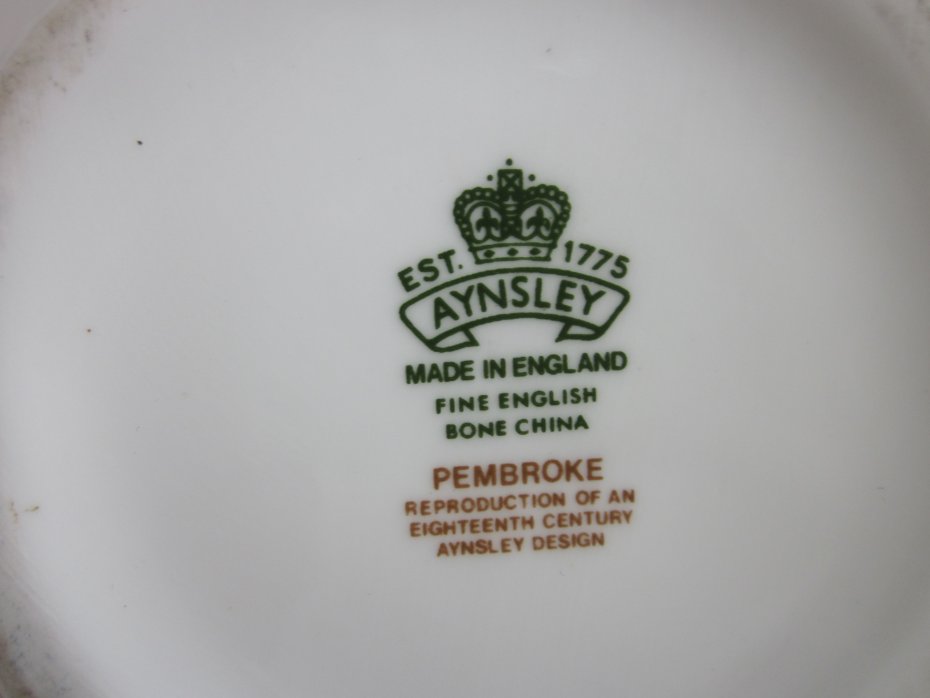 EST. 1775
AYNSLEY
MADE IN ENGLAND
FINE ENGLISH
BONE CHINA
PEMBROKE
REPRODUCTION OF AN
EIGHTEENTH CENTURY
AYNSLEY DESIGN